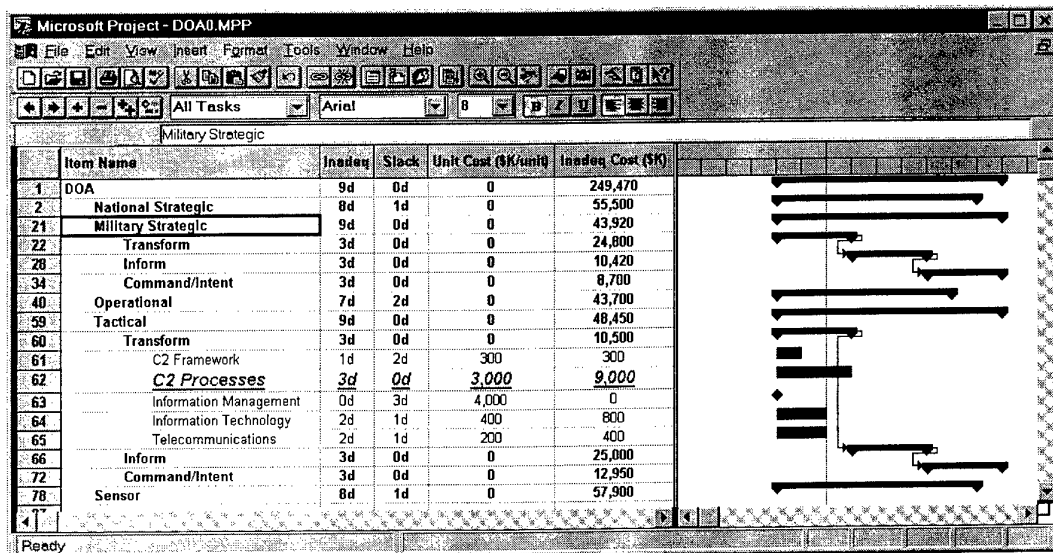 Microsoft Project - DOA0.MPP
File Edit View Insert Format Tools Window Help
All Tasks Arial 8 B I U
Military Strategic
Item Name Inadeq Slack Unit Cost ($K/unit) Inadeq Cost ($K)
1 DOA 9d 0d 0 249,470
2 National Strategic 8d 1d 0 55,500
21 Military Strategic 9d 0d 0 43,920
22 Transform 3d 0d 0 24,800
28 Inform 3d 0d 0 10,420
34 Command/Intent 3d 0d 0 8,700
40 Operational 7d 2d 0 43,700
59 Tactical 9d 0d 0 48,450
60 Transform 3d 0d 0 10,500
61 C2 Framework 1d 2d 300 300
62 C2 Processes 3d 0d 3,000 9,000
63 Information Management 0d 3d 4,000 0
64 Information Technology 2d 1d 400 800
65 Telecommunications 2d 1d 200 400
66 Inform 3d 0d 0 25,000
72 Command/Intent 3d 0d 0 12,950
78 Sensor 8d 1d 0 57,900
Ready